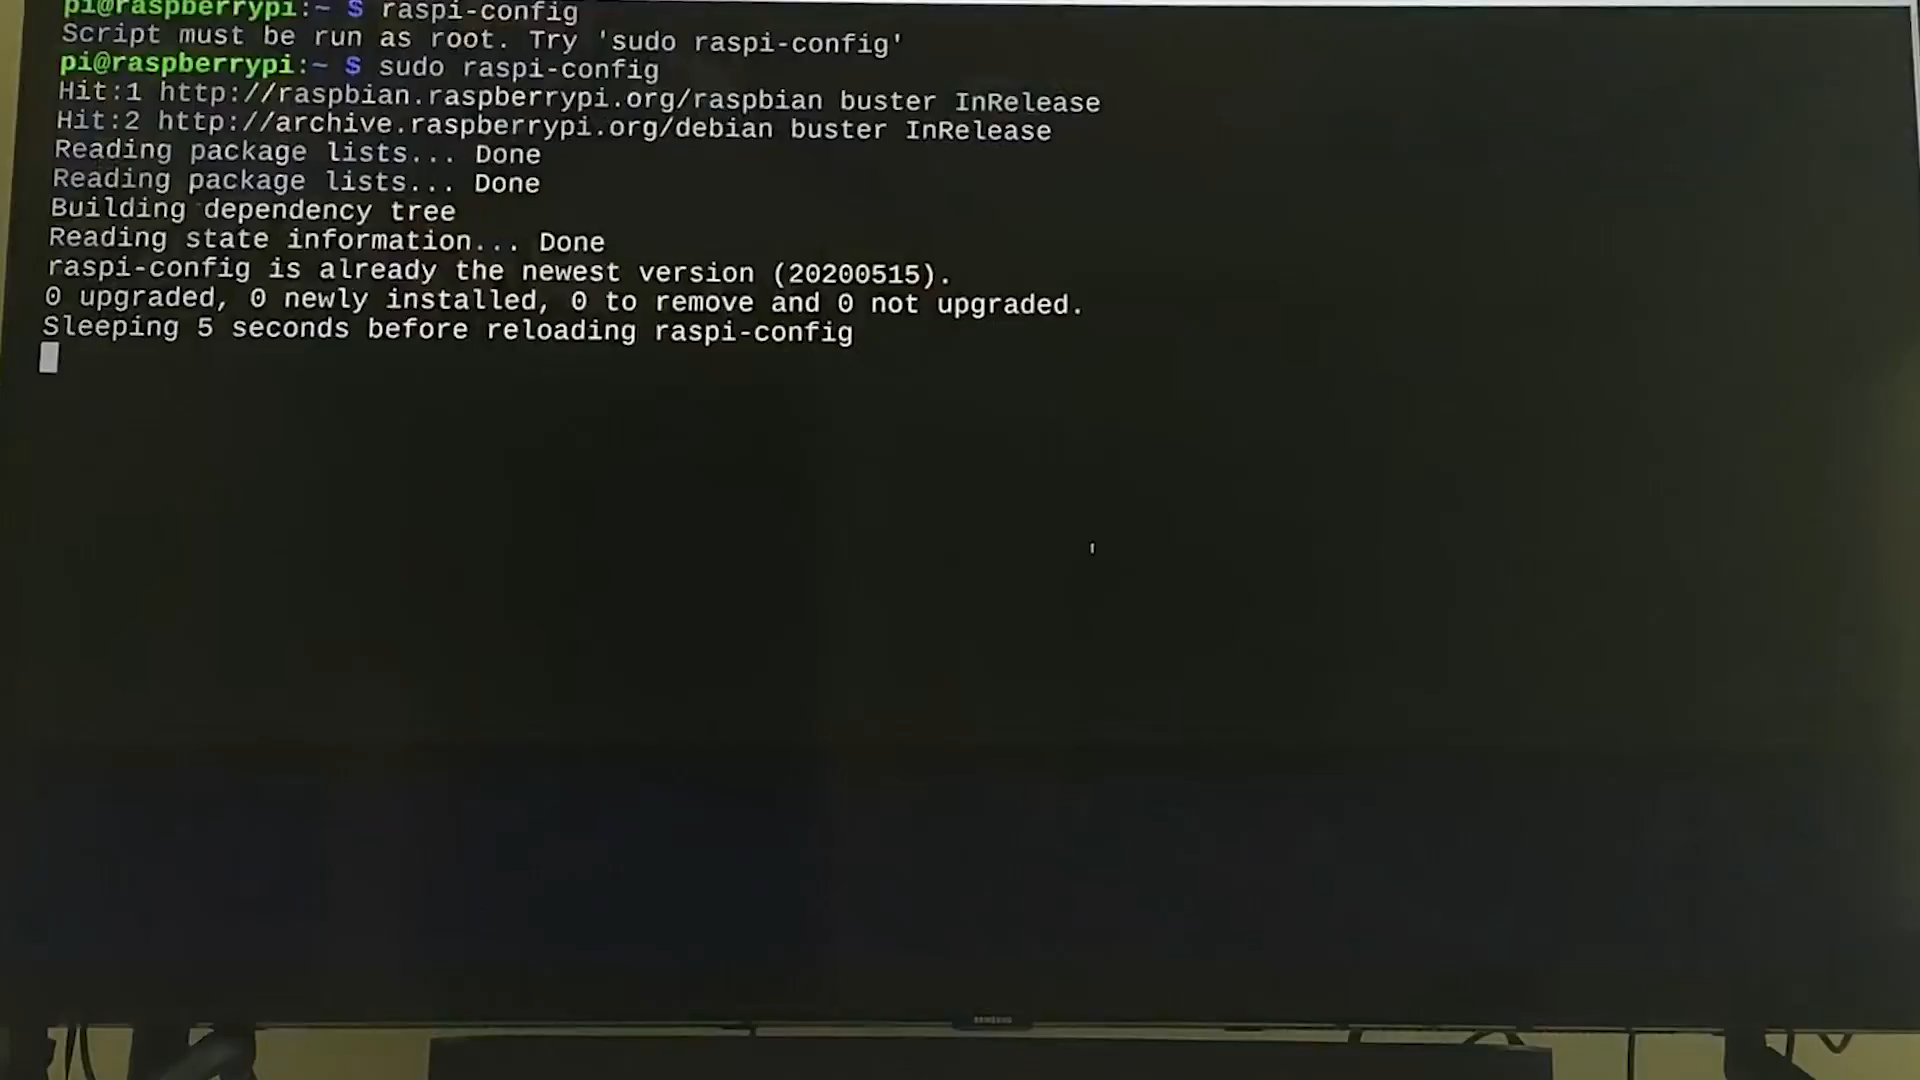 pi@raspberrypi:~ $ raspi-config
Script must be run as root. Try 'sudo raspi-config'
pi@raspberrypi:~ $ sudo raspi-config
Hit:1 http://raspbian.raspberrypi.org/raspbian buster InRelease
Hit:2 http://archive.raspberrypi.org/debian buster InRelease
Reading package lists... Done
Reading package lists... Done
Building dependency tree
Reading state information... Done
raspi-config is already the newest version (20200515).
0 upgraded, 0 newly installed, 0 to remove and 0 not upgraded.
Sleeping 5 seconds before reloading raspi-config
SAMSUNG